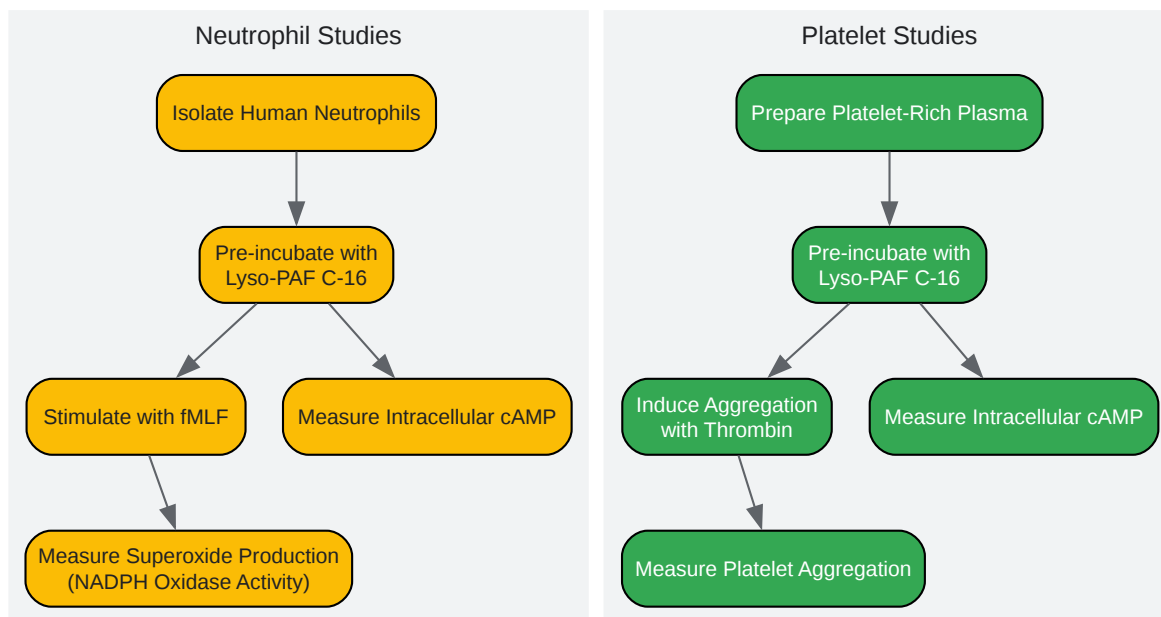 Neutrophil Studies
Isolate Human Neutrophils
Pre-incubate with
Lyso-PAF C-16
Stimulate with fMLF
Measure Intracellular cAMP
Measure Superoxide Production
(NADPH Oxidase Activity)
Platelet Studies
Prepare Platelet-Rich Plasma
Pre-incubate with
Lyso-PAF C-16
Induce Aggregation
with Thrombin
Measure Intracellular cAMP
Measure Platelet Aggregation